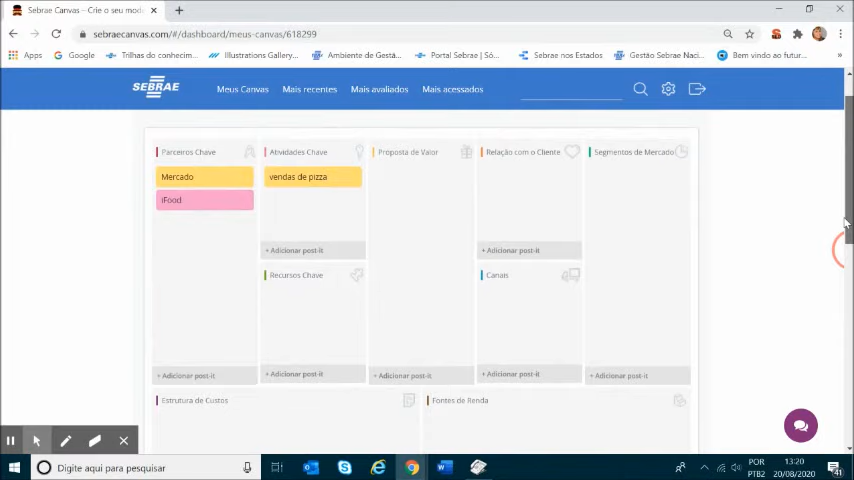 Sebrae Canvas – Crie o seu mod
sebraecanvas.com/#/dashboard/meus-canvas/618299
Apps
Google
Trilhas do conhecim...
Illustrations Gallery...
Ambiente de Gestã...
Portal Sebrae | Só...
Sebrae nos Estados
Gestão Sebrae Naci...
Bem vindo ao futur...
SEBRAE
Meus Canvas
Mais recentes
Mais avaliados
Mais acessados
Parceiros Chave
Atividades Chave
Proposta de Valor
Relação com o Cliente
Segmentos de Mercado
Mercado
vendas de pizza
iFood
+ Adicionar post-it
+ Adicionar post-it
Recursos Chave
Canais
+ Adicionar post-it
+ Adicionar post-it
+ Adicionar post-it
+ Adicionar post-it
+ Adicionar post-it
Estrutura de Custos
Fontes de Renda
Digite aqui para pesquisar
POR
PTB2
13:20
20/08/2020
41